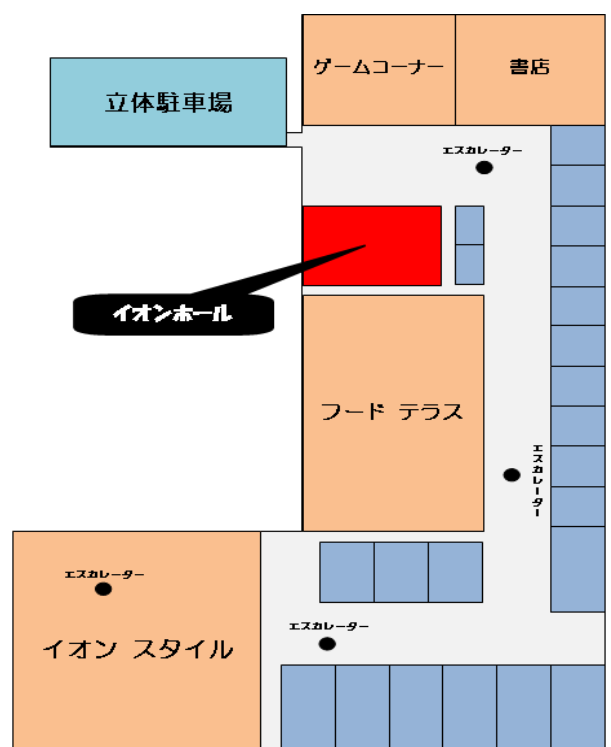 ゲームコーナー
書店
立体駐車場
エスカレーター
イオンホール
フード テラス
エスカレーター
エスカレーター
エスカレーター
イオン スタイル